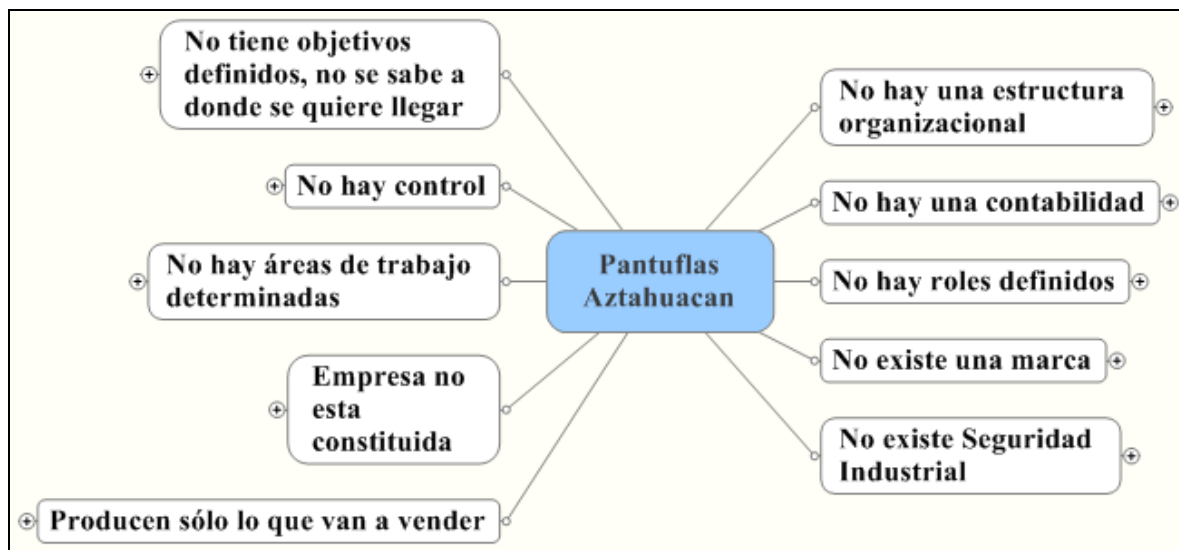 No tiene objetivos
definidos, no se sabe a
donde se quiere llegar
No hay control
No hay áreas de trabajo
determinadas
Empresa no
esta
constituida
Producen sólo lo que van a vender
Pantuflas
Aztahuacan
No hay una estructura
organizacional
No hay una contabilidad
No hay roles definidos
No existe una marca
No existe Seguridad
Industrial